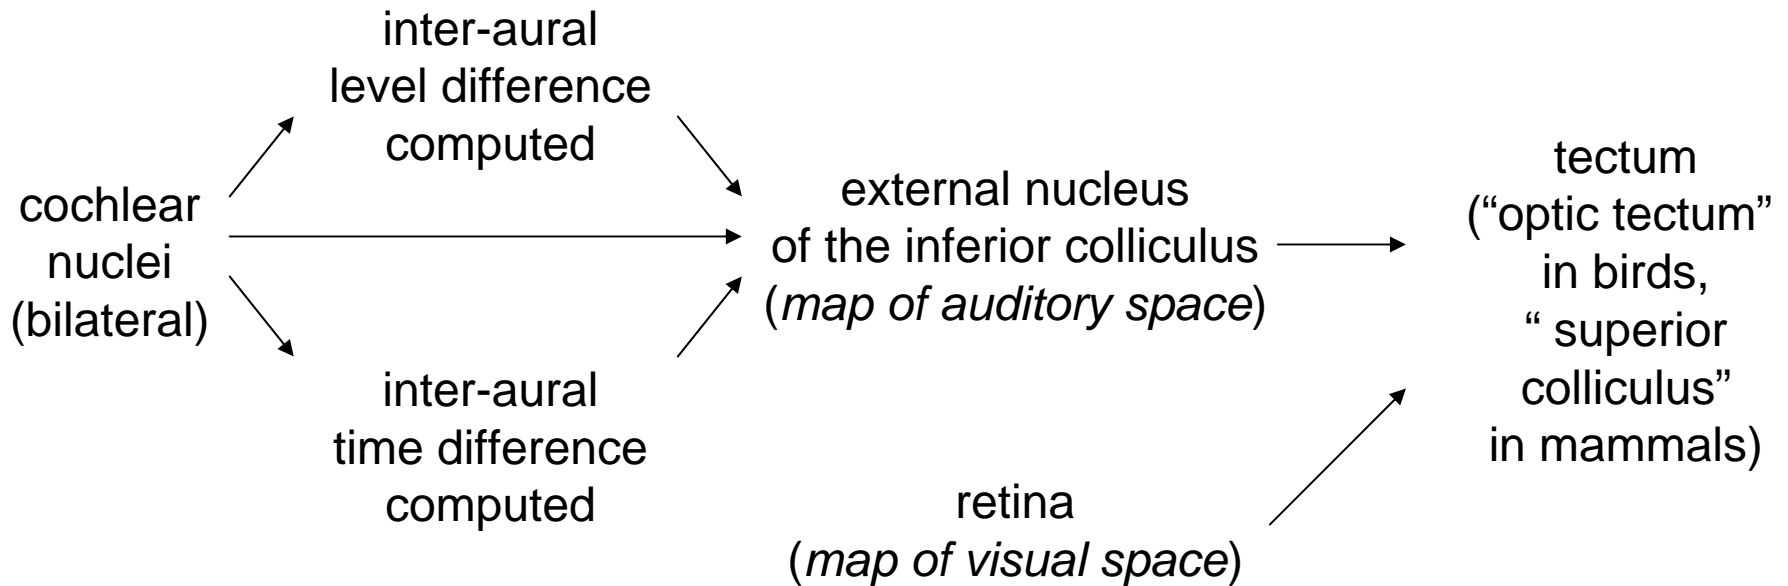 cochlear
nuclei
(bilateral)
inter-aural
level difference
computed
inter-aural
time difference
computed
external nucleus
of the inferior colliculus
(map of auditory space)
retina
(map of visual space)
tectum
(“optic tectum”
in birds,
“ superior
colliculus”
in mammals)